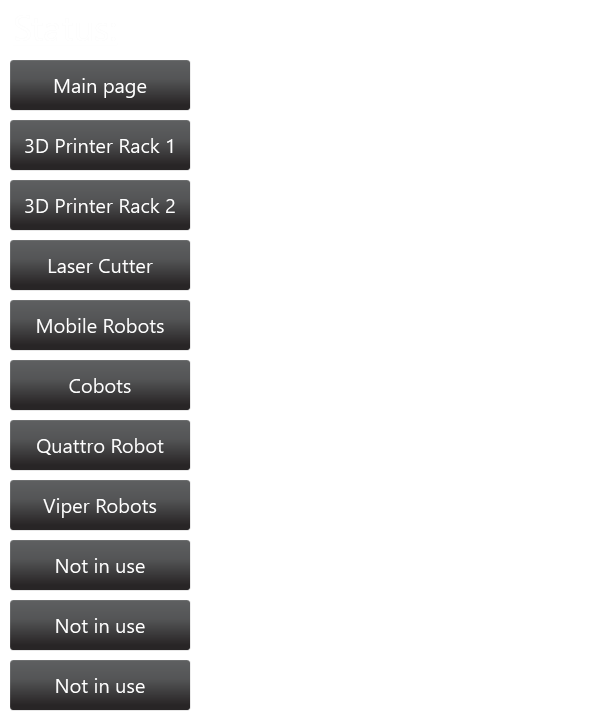 Main page
3D Printer Rack 1
3D Printer Rack 2
Laser Cutter
Mobile Robots
Cobots
Quattro Robot
Viper Robots
Not in use
Not in use
Not in use